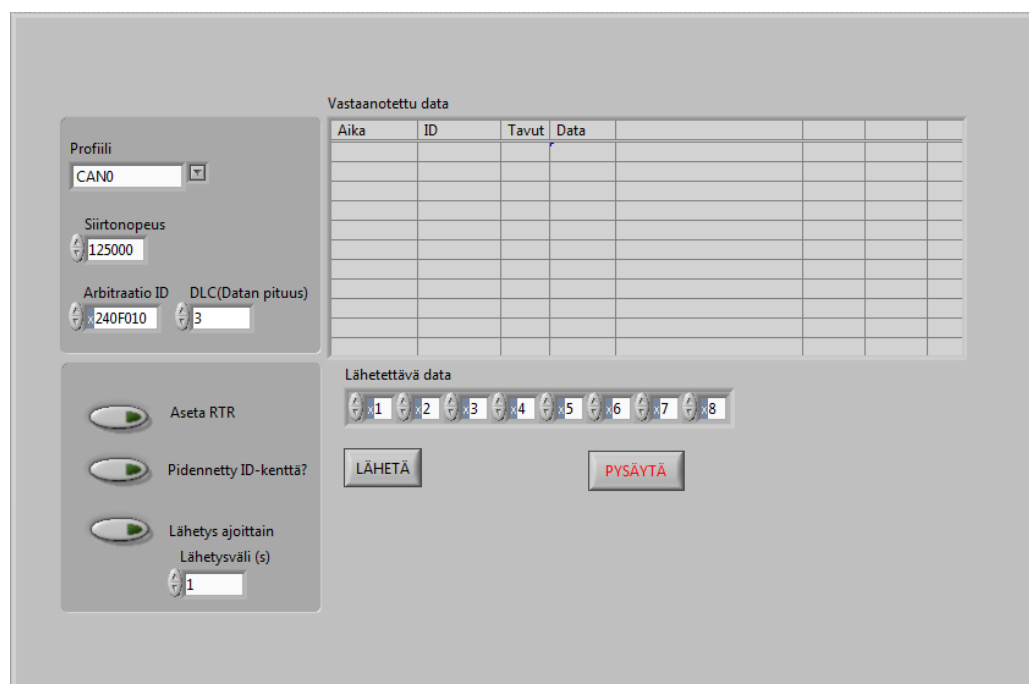 Vastaanotettu data
Aika ID Tavut Data
Profiili
CAN0
Siirtonopeus
125000
Arbitraatio ID DLC(Datan pituus)
x240F010 3
Lähetettävä data
x1 x2 x3 x4 x5 x6 x7 x8
Aseta RTR
Pidennetty ID-kenttä?
LÄHETÄ PYSÄYTÄ
Lähetys ajoittain
Lähetysväli (s)
1